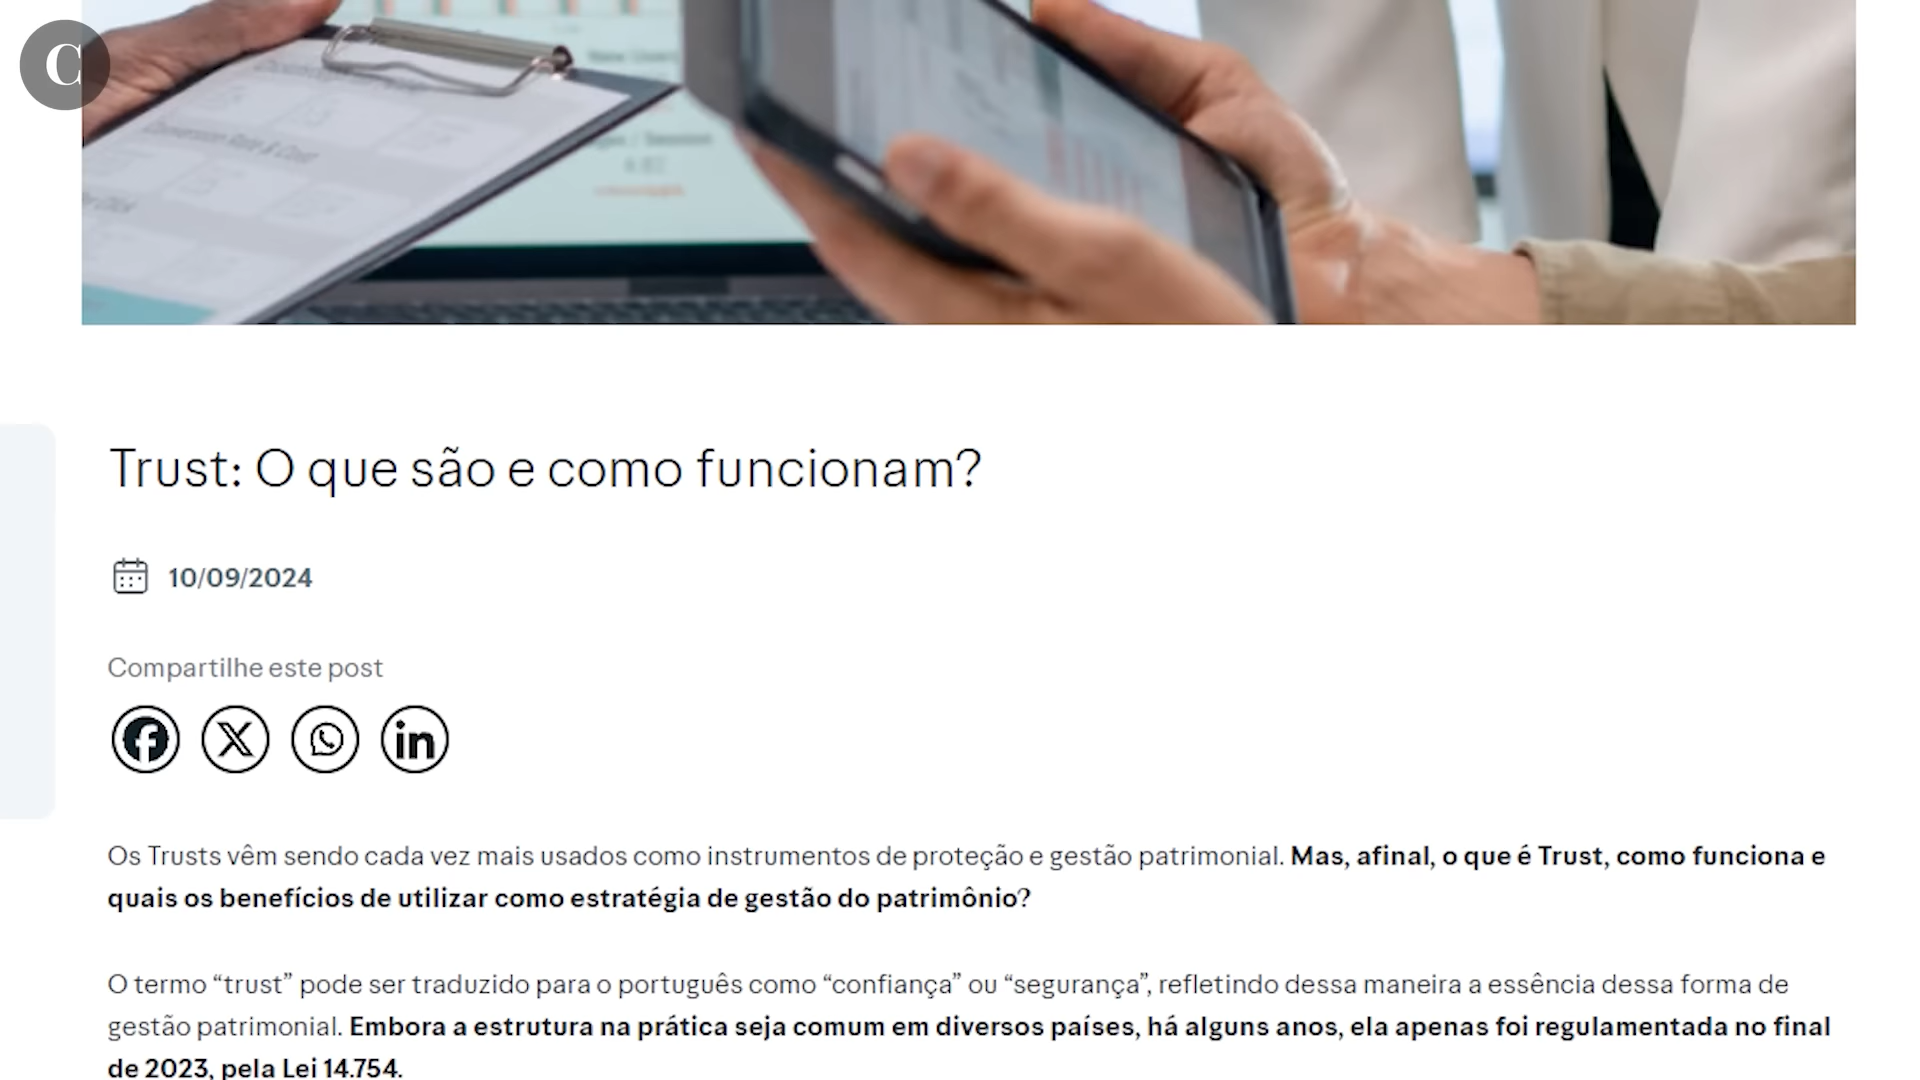 C
Conversion Rate & Cost
Trust: O que são e como funcionam?
10/09/2024
Compartilhe este post
Os Trusts vêm sendo cada vez mais usados como instrumentos de proteção e gestão patrimonial. Mas, afinal, o que é Trust, como funciona e
quais os benefícios de utilizar como estratégia de gestão do patrimônio?
O termo “trust” pode ser traduzido para o português como “confiança” ou “segurança”, refletindo dessa maneira a essência dessa forma de
gestão patrimonial. Embora a estrutura na prática seja comum em diversos países, há alguns anos, ela apenas foi regulamentada no final
de 2023, pela Lei 14.754.